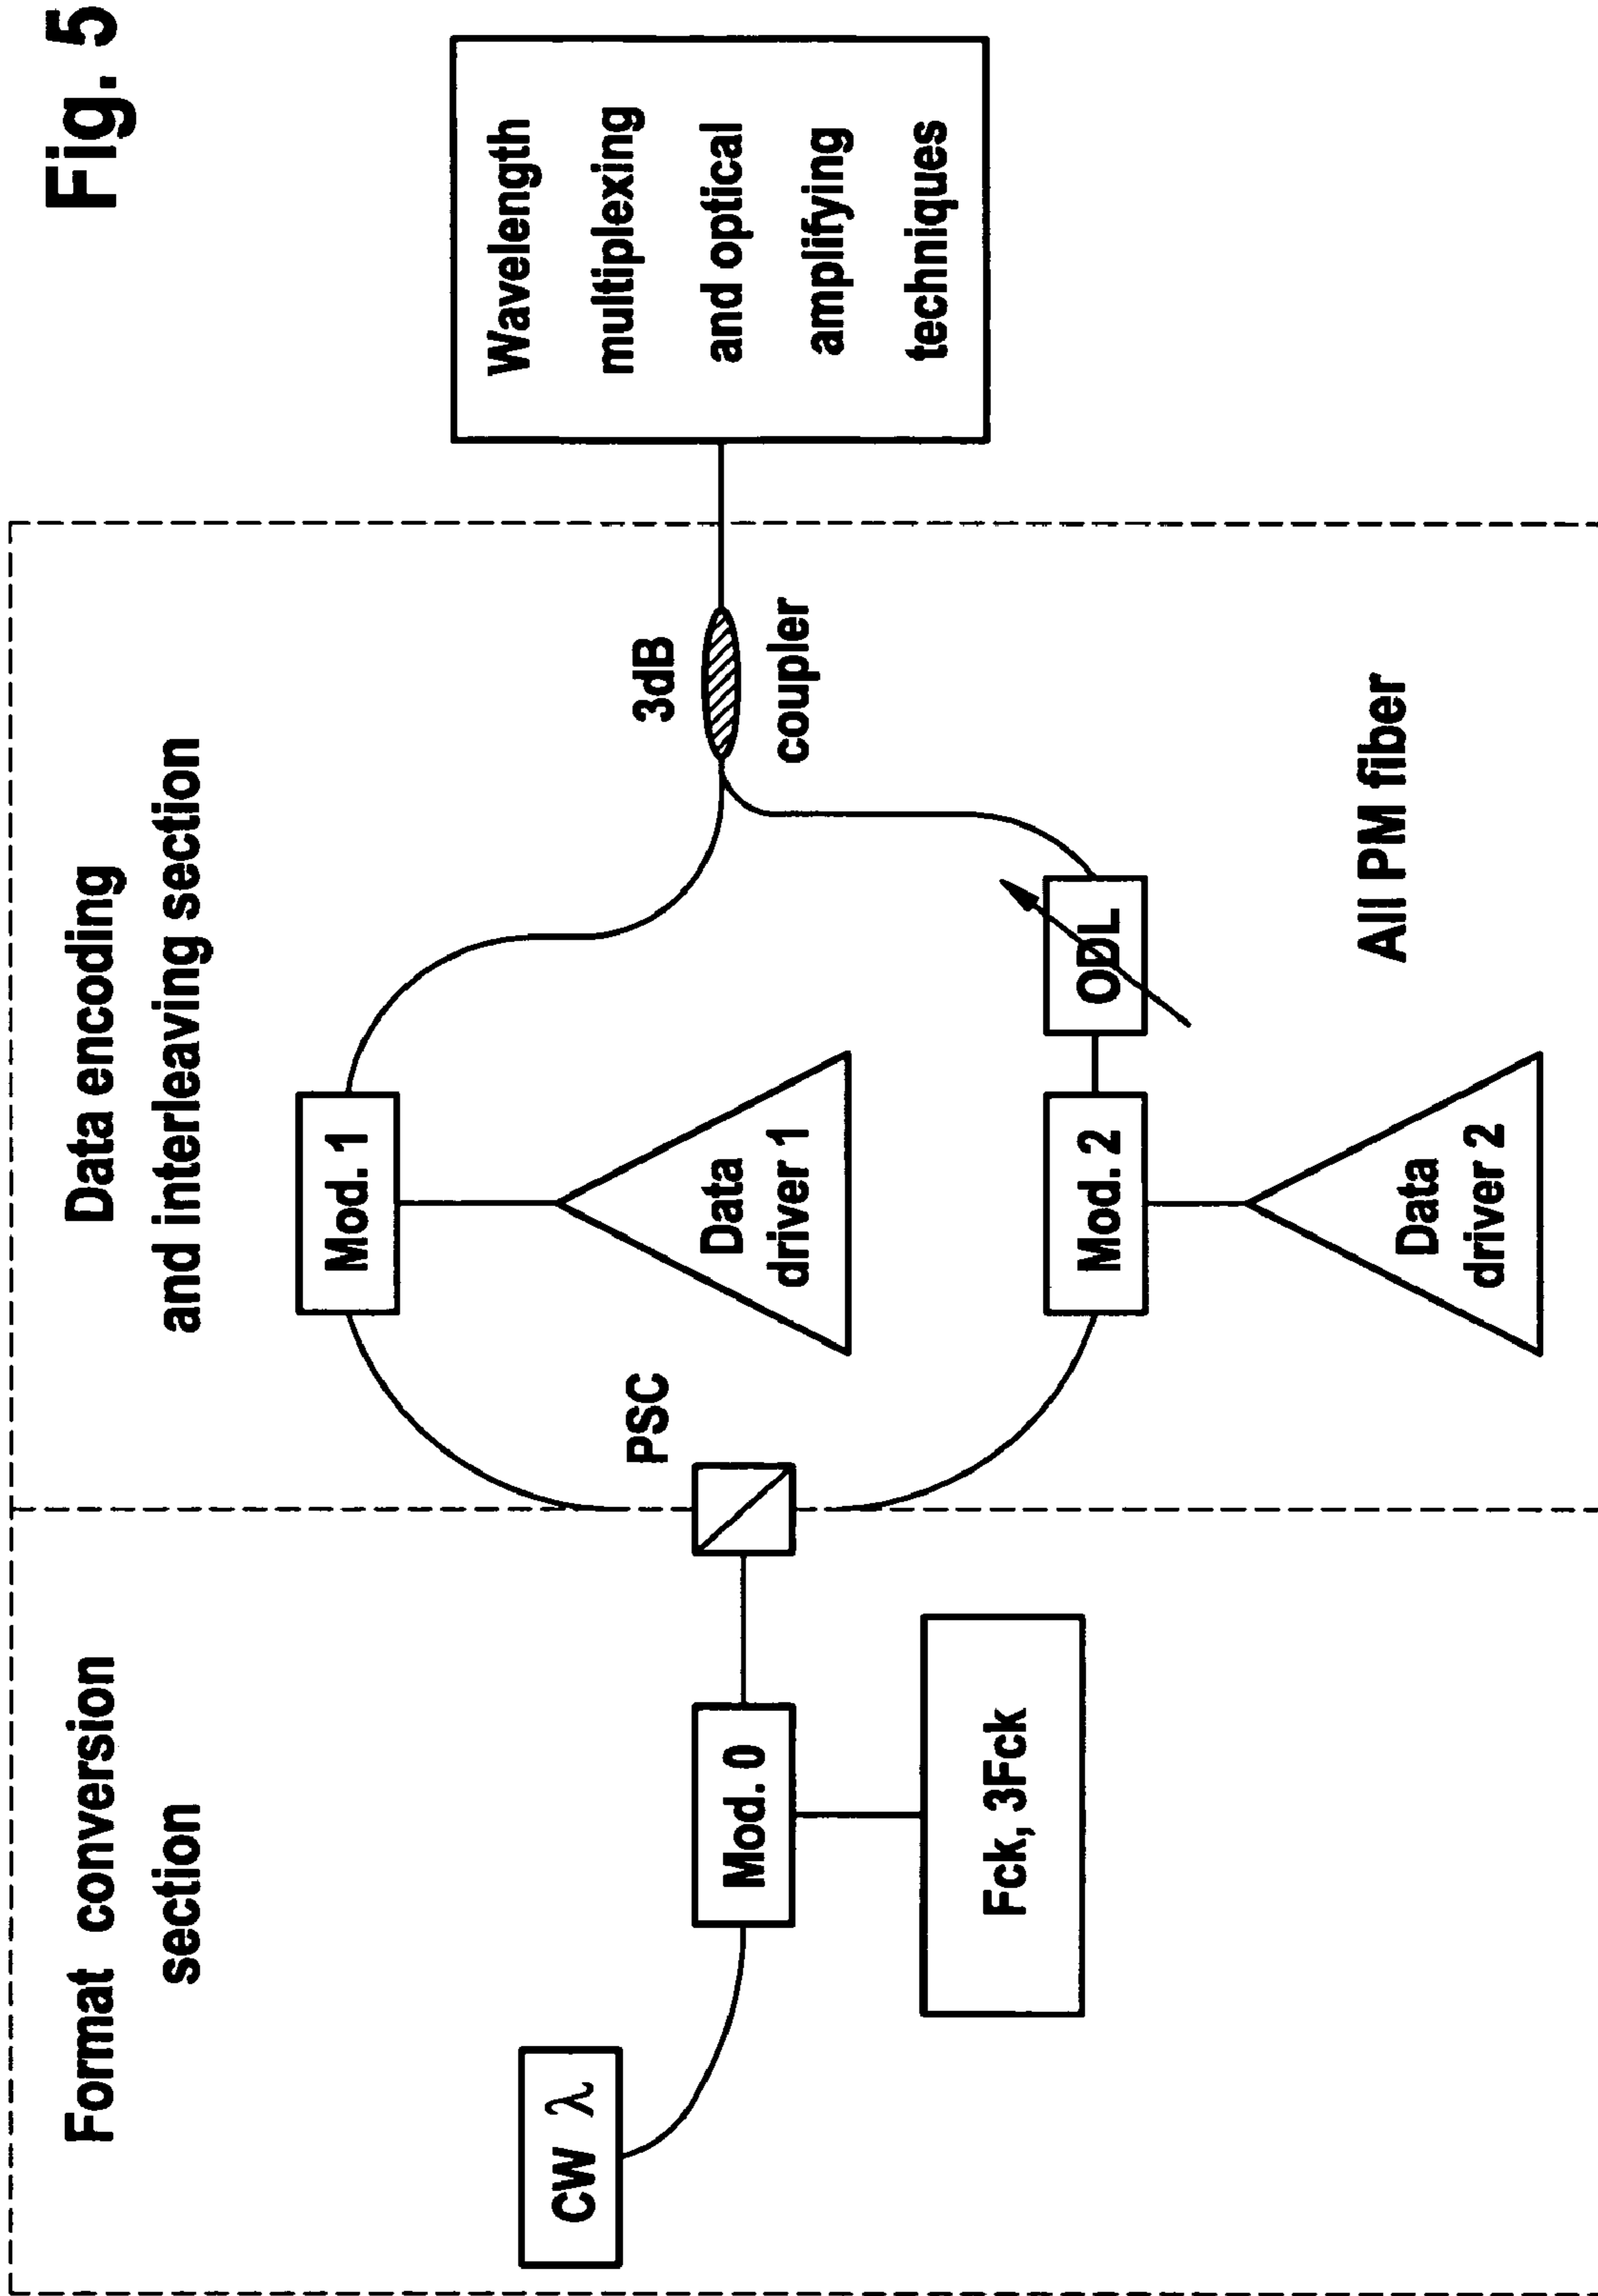 Fig. 5
Format conversion
section
Data encoding
and interleaving section
CW λ
Mod. 0
Fck, 3Fck
PSC
Mod. 1
Data
driver 1
Mod. 2
Data
driver 2
ODL
3dB
coupler
All PM fiber
Wavelength
multiplexing
and optical
amplifying
techniques